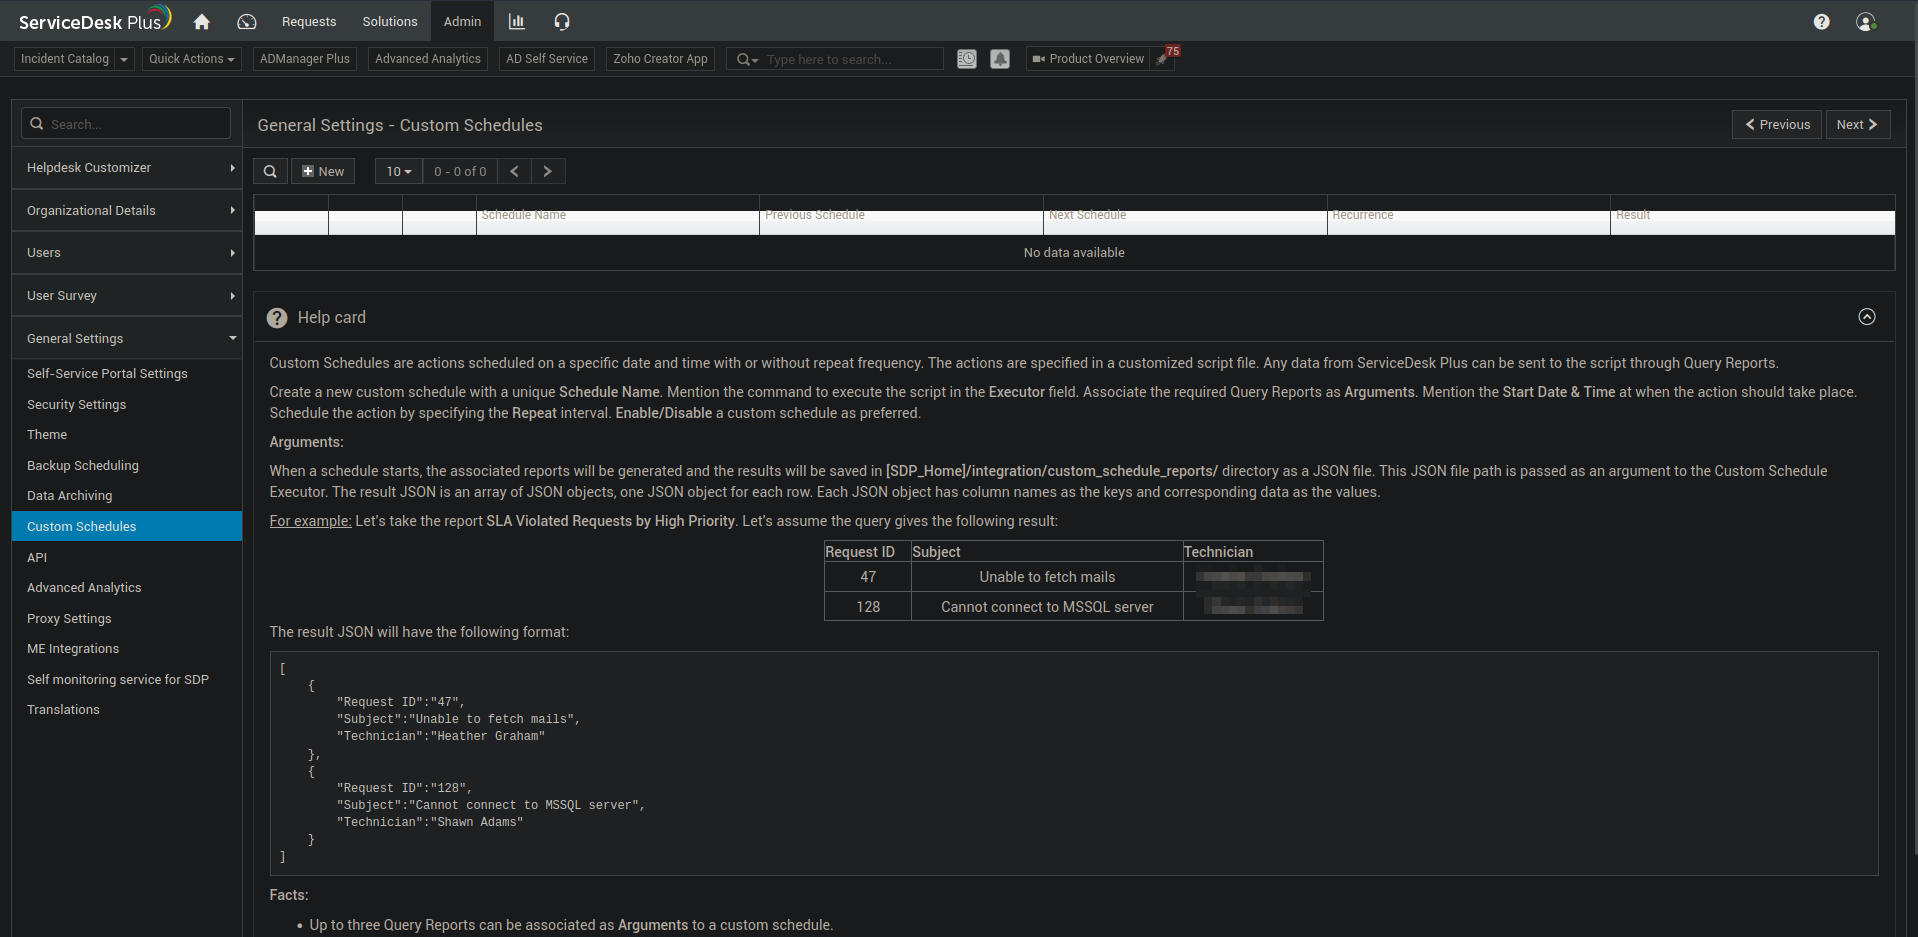 ServiceDesk Plus
Requests
Solutions
Admin
Incident Catalog
Quick Actions
ADManager Plus
Advanced Analytics
AD Self Service
Zoho Creator App
Type here to search...
Product Overview
75
Search...
General Settings - Custom Schedules
Previous
Next
Helpdesk Customizer
Organizational Details
Users
User Survey
General Settings
Self-Service Portal Settings
Security Settings
Theme
Backup Scheduling
Data Archiving
Custom Schedules
API
Advanced Analytics
Proxy Settings
ME Integrations
Self monitoring service for SDP
Translations
New
10
0 - 0 of 0
Schedule Name
Previous Schedule
Next Schedule
Recurrence
Result
No data available
Help card
Custom Schedules are actions scheduled on a specific date and time with or without repeat frequency. The actions are specified in a customized script file. Any data from ServiceDesk Plus can be sent to the script through Query Reports.
Create a new custom schedule with a unique Schedule Name. Mention the command to execute the script in the Executor field. Associate the required Query Reports as Arguments. Mention the Start Date & Time at when the action should take place.
Schedule the action by specifying the Repeat interval. Enable/Disable a custom schedule as preferred.
Arguments:
When a schedule starts, the associated reports will be generated and the results will be saved in [SDP_Home]/integration/custom_schedule_reports/ directory as a JSON file. This JSON file path is passed as an argument to the Custom Schedule
Executor. The result JSON is an array of JSON objects, one JSON object for each row. Each JSON object has column names as the keys and corresponding data as the values.
For example: Let's take the report SLA Violated Requests by High Priority. Let's assume the query gives the following result:
Request ID Subject Technician
47 Unable to fetch mails
128 Cannot connect to MSSQL server
The result JSON will have the following format:
[
{
"Request ID":"47",
"Subject":"Unable to fetch mails",
"Technician":"Heather Graham"
},
{
"Request ID":"128",
"Subject":"Cannot connect to MSSQL server",
"Technician":"Shawn Adams"
}
]
Facts:
• Up to three Query Reports can be associated as Arguments to a custom schedule.